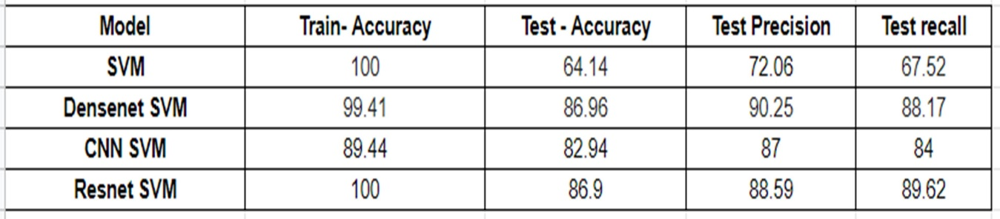 Model Train- Accuracy Test - Accuracy Test Precision Test recall
SVM 100 64.14 72.06 67.52
Densenet SVM 99.41 86.96 90.25 88.17
CNN SVM 89.44 82.94 87 84
Resnet SVM 100 86.9 88.59 89.62